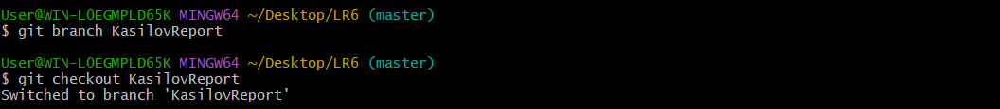 User@WIN-LOEGMPLD65K MINGW64 ~/Desktop/LR6 (master)
$ git branch KasilovReport
User@WIN-LOEGMPLD65K MINGW64 ~/Desktop/LR6 (master)
$ git checkout KasilovReport
Switched to branch 'KasilovReport'